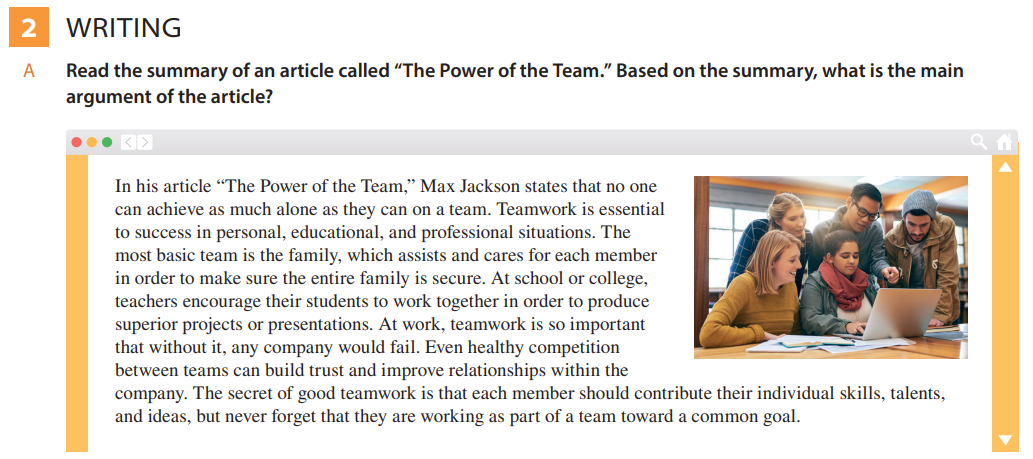 2 WRITING
A Read the summary of an article called “The Power of the Team.” Based on the summary, what is the main
argument of the article?
In his article “The Power of the Team,” Max Jackson states that no one
can achieve as much alone as they can on a team. Teamwork is essential
to success in personal, educational, and professional situations. The
most basic team is the family, which assists and cares for each member
in order to make sure the entire family is secure. At school or college,
teachers encourage their students to work together in order to produce
superior projects or presentations. At work, teamwork is so important
that without it, any company would fail. Even healthy competition
between teams can build trust and improve relationships within the
company. The secret of good teamwork is that each member should contribute their individual skills, talents,
and ideas, but never forget that they are working as part of a team toward a common goal.